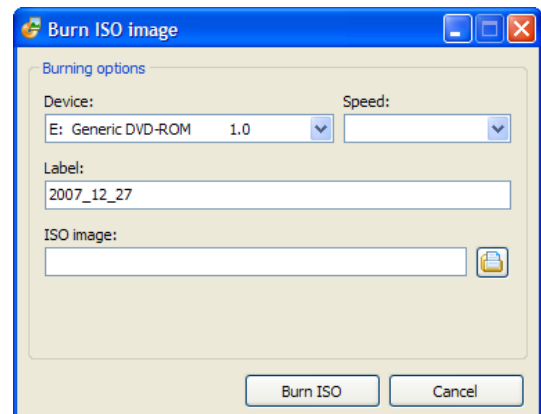 Burn ISO image
Burning options
Device: Speed:
E: Generic DVD-ROM 1.0
Label:
2007_12_27
ISO image:
Burn ISO Cancel